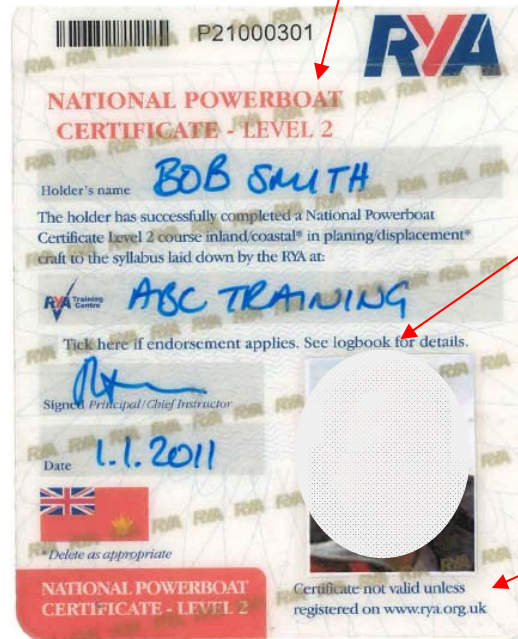 P21000301
RYA
NATIONAL POWERBOAT
CERTIFICATE - LEVEL 2
Holder's name BOB SMITH
The holder has successfully completed a National Powerboat
Certificate Level 2 course inland/coastal* in planing/displacement*
craft to the syllabus laid down by the RYA at:
RYA Training
Centre
ABC TRAINING
Tick here if endorsement applies. See logbook for details.
Signed Principal/Chief Instructor
Date 1.1.2011
*Delete as appropriate
NATIONAL POWERBOAT
CERTIFICATE - LEVEL 2
Certificate not valid unless
registered on www.rya.org.uk